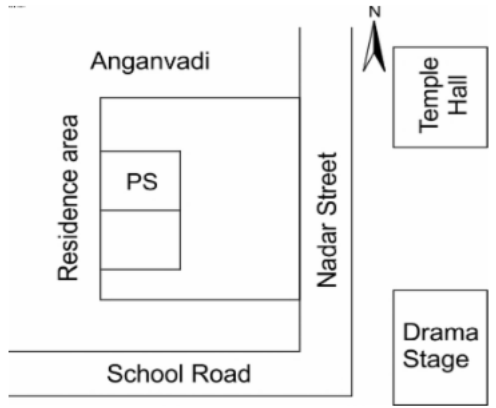 N
Anganvadi
Temple
Hall
Residence area
PS
Nadar Street
Drama
Stage
School Road